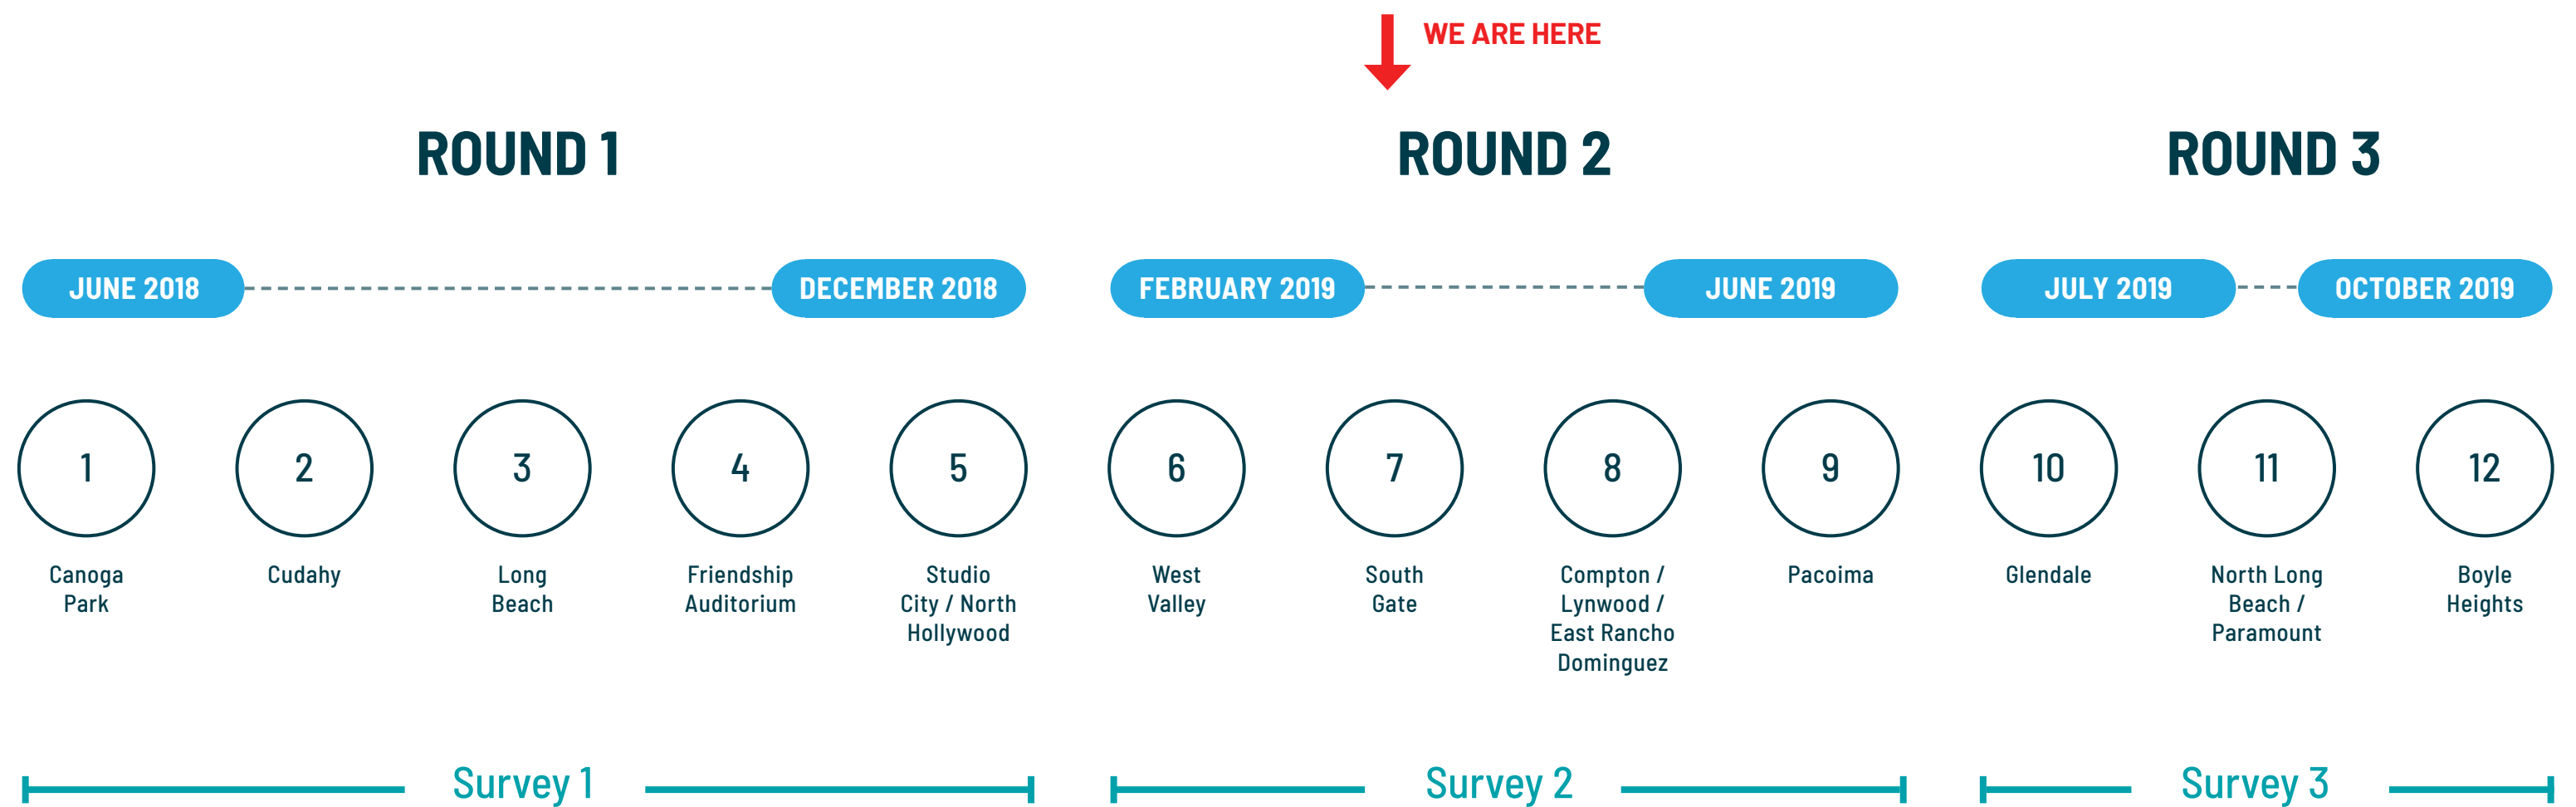 WE ARE HERE
ROUND 1
ROUND 2
ROUND 3
JUNE 2018
DECEMBER 2018
FEBRUARY 2019
JUNE 2019
JULY 2019
OCTOBER 2019
1
2
3
4
5
6
7
8
9
10
11
12
Canoga
Park
Cudahy
Long
Beach
Friendship
Auditorium
Studio
City / North
Hollywood
West
Valley
South
Gate
Compton /
Lynwood /
East Rancho
Dominguez
Pacoima
Glendale
North Long
Beach /
Paramount
Boyle
Heights
Survey 1
Survey 2
Survey 3